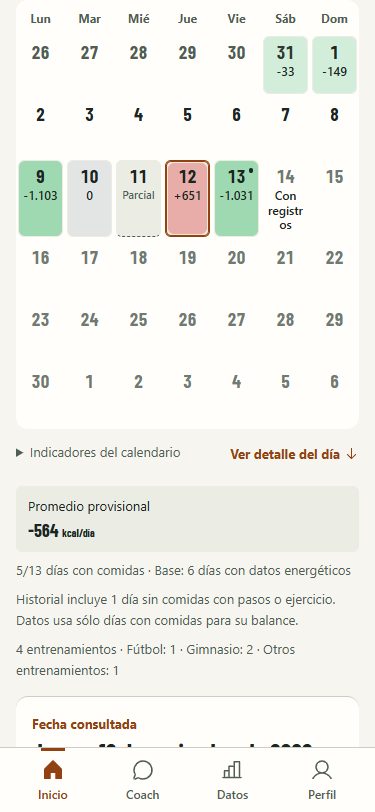 Lun Mar Mié Jue Vie Sáb Dom
26 27 28 29 30 31 1
-33 -149
2 3 4 5 6 7 8
9 10 11 12 13 14 15
-1.103 0 Parcial +651 -1.031 Con
registr
os
16 17 18 19 20 21 22
23 24 25 26 27 28 29
30 1 2 3 4 5 6
Indicadores del calendario Ver detalle del día ↓
Promedio provisional
-564 kcal/día
5/13 días con comidas · Base: 6 días con datos energéticos
Historial incluye 1 día sin comidas con pasos o ejercicio.
Datos usa sólo días con comidas para su balance.
4 entrenamientos · Fútbol: 1 · Gimnasio: 2 · Otros
entrenamientos: 1
Fecha consultada
Inicio Coach Datos Perfil